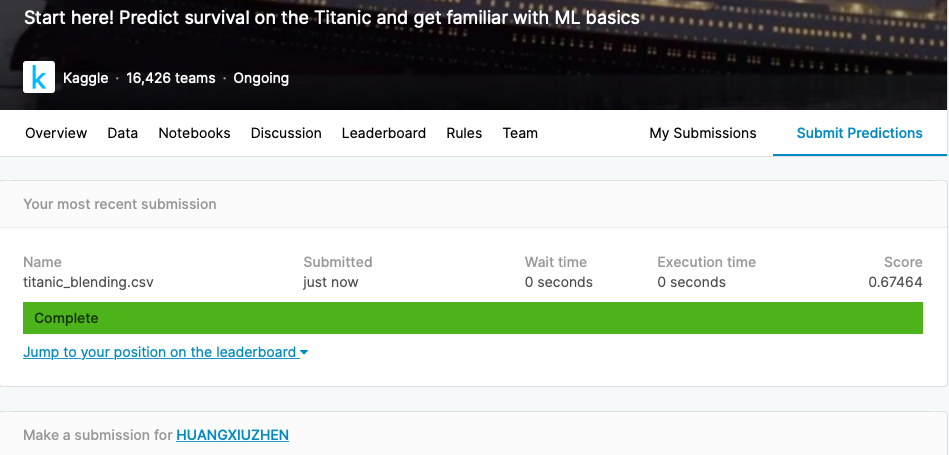 Start here! Predict survival on the Titanic and get familiar with ML basics
k Kaggle · 16,426 teams · Ongoing
Overview Data Notebooks Discussion Leaderboard Rules Team My Submissions Submit Predictions
Your most recent submission
Name Submitted Wait time Execution time Score
titanic_blending.csv just now 0 seconds 0 seconds 0.67464
Complete
Jump to your position on the leaderboard
Make a submission for HUANGXIUZHEN